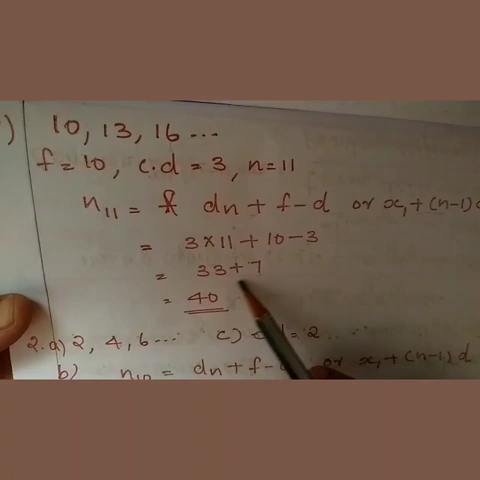 ) 10, 13, 16 ...
f = 10, c.d = 3, n = 11
n₁₁ = dn + f - d or x₁ + (n-1) d
= 3 × 11 + 10 - 3
= 33 + 7
= 40
2. a) 2, 4, 6 .... c) d = 2 ....
b) n₁₀ = dn + f - or x₁ + (n-1) d